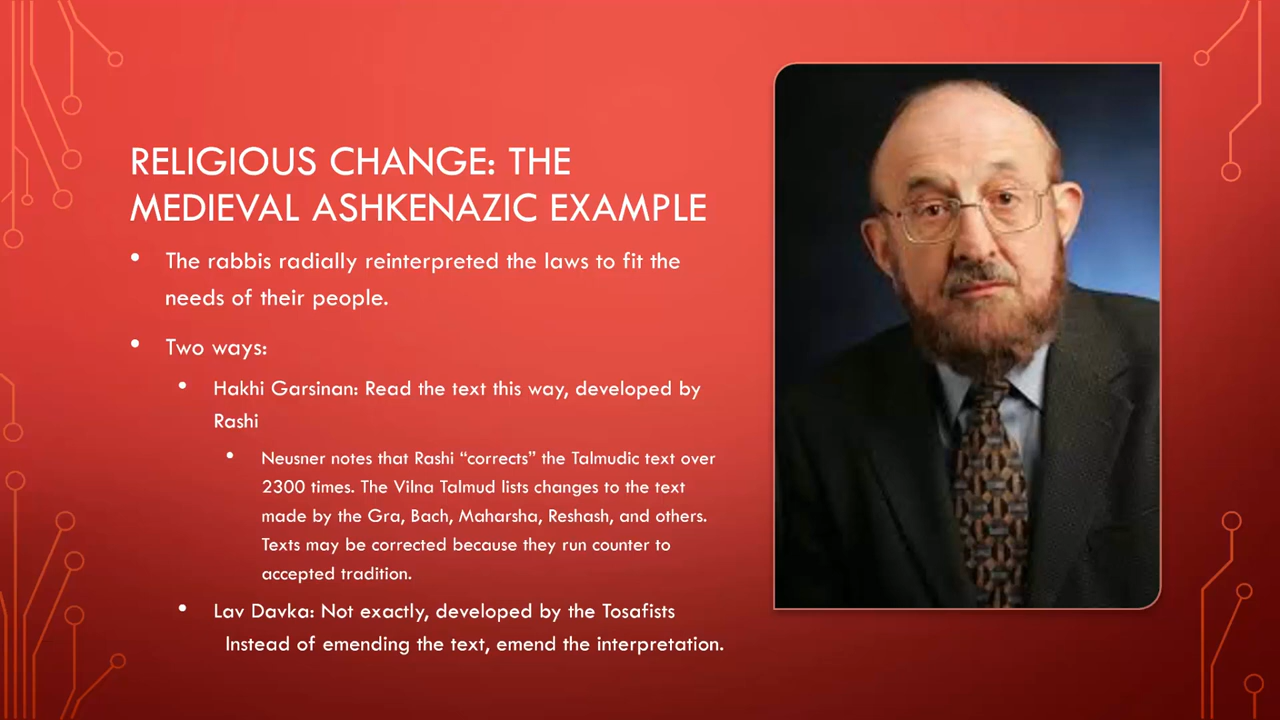 RELIGIOUS CHANGE: THE
MEDIEVAL ASHKENAZIC EXAMPLE
• The rabbis radially reinterpreted the laws to fit the
needs of their people.
• Two ways:
• Hakhi Garsinan: Read the text this way, developed by
Rashi
• Neusner notes that Rashi “corrects” the Talmudic text over
2300 times. The Vilna Talmud lists changes to the text
made by the Gra, Bach, Maharsha, Reshash, and others.
Texts may be corrected because they run counter to
accepted tradition.
• Lav Davka: Not exactly, developed by the Tosafists
Instead of emending the text, emend the interpretation.